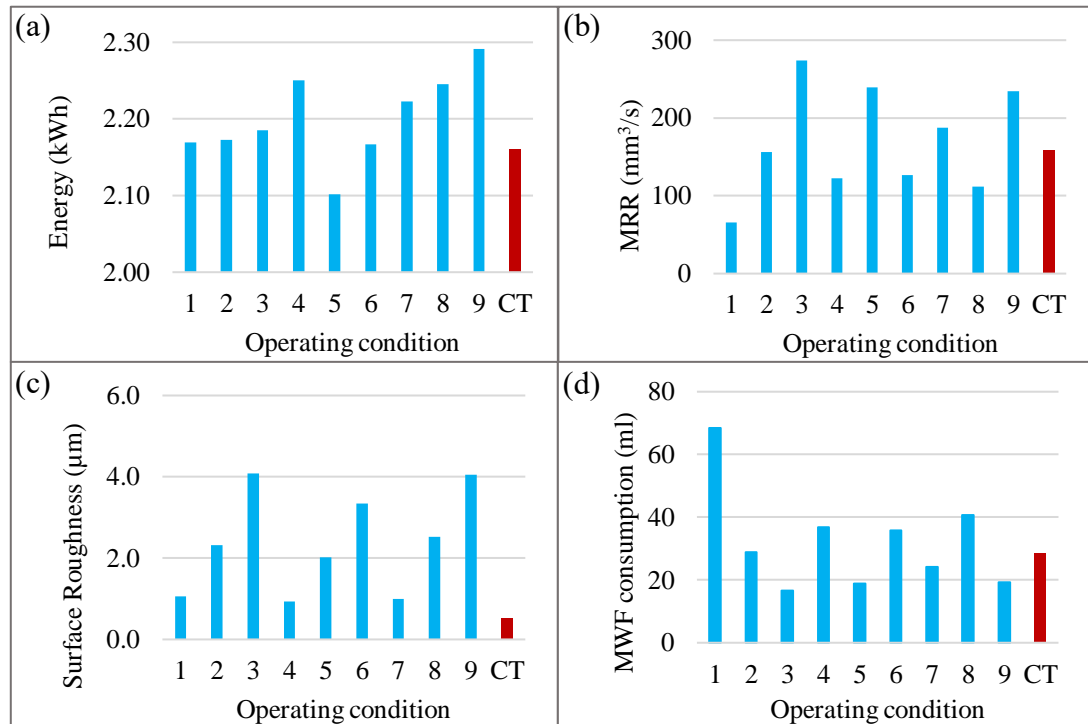 (a)
Energy (kWh)
2.30
2.20
2.10
2.00
1 2 3 4 5 6 7 8 9 CT
Operating condition
(b)
MRR (mm³/s)
300
200
100
0
1 2 3 4 5 6 7 8 9 CT
Operating condition
(c)
Surface Roughness (µm)
6.0
4.0
2.0
0.0
1 2 3 4 5 6 7 8 9 CT
Operating condition
(d)
MWF consumption (ml)
80
60
40
20
0
1 2 3 4 5 6 7 8 9 CT
Operating condition